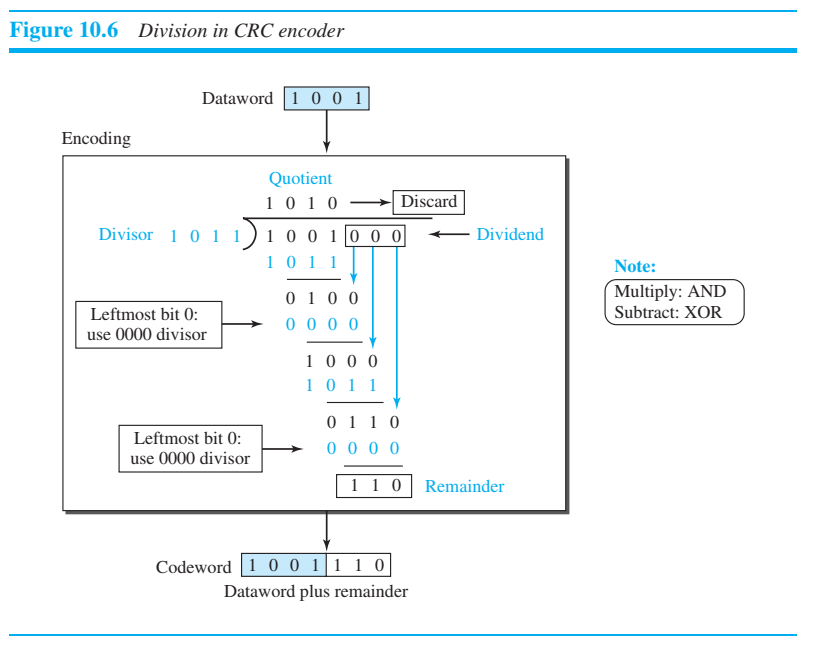 Figure 10.6 Division in CRC encoder
Dataword 1 0 0 1
Encoding
Quotient
1 0 1 0 Discard
Divisor 1 0 1 1 1 0 0 1 0 0 0 Dividend
1 0 1 1
0 1 0 0
Leftmost bit 0:
use 0000 divisor
0 0 0 0
1 0 0 0
1 0 1 1
0 1 1 0
Leftmost bit 0:
use 0000 divisor
0 0 0 0
1 1 0 Remainder
Note:
Multiply: AND
Subtract: XOR
Codeword 1 0 0 1 1 1 0
Dataword plus remainder